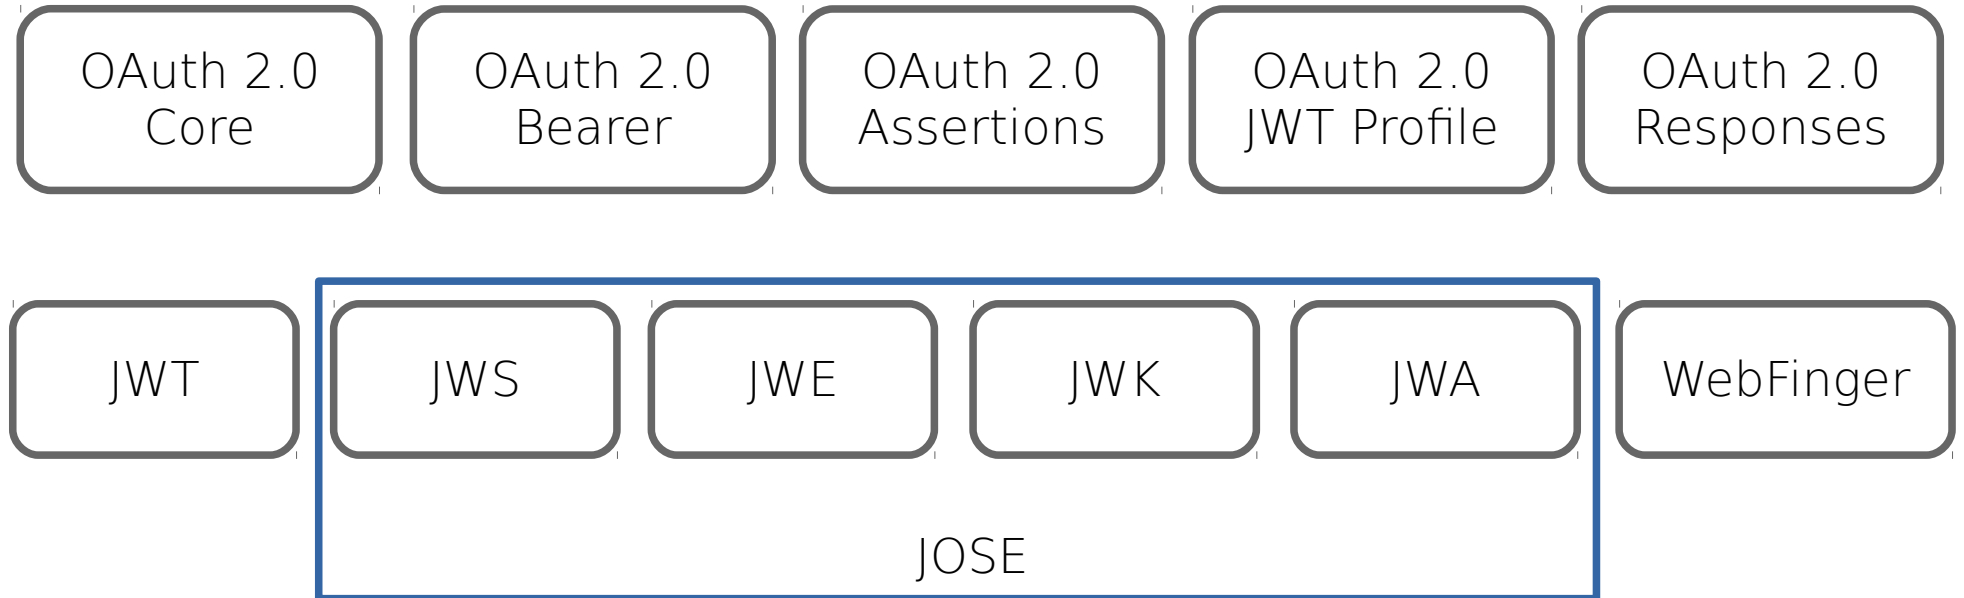 OAuth 2.0
Core
OAuth 2.0
Bearer
OAuth 2.0
Assertions
OAuth 2.0
JWT Profile
OAuth 2.0
Responses
JWT
JWS
JWE
JWK
JWA
WebFinger
JOSE